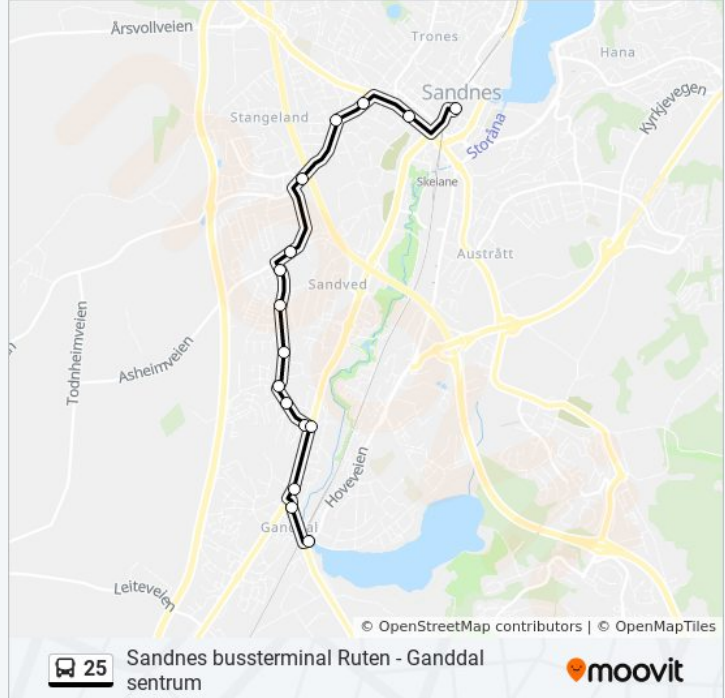 Årsvollveien
Trones
Hana
Sandnes
Kyrkjevegen
Stangeland
Storåna
Skeiane
Austrått
Sandved
Todnheimveien
Asheimveien
Hoveveien
Leiteveien
© OpenStreetMap contributors | © OpenMapTiles
25
Sandnes bussterminal Ruten - Ganddal
sentrum
moovit